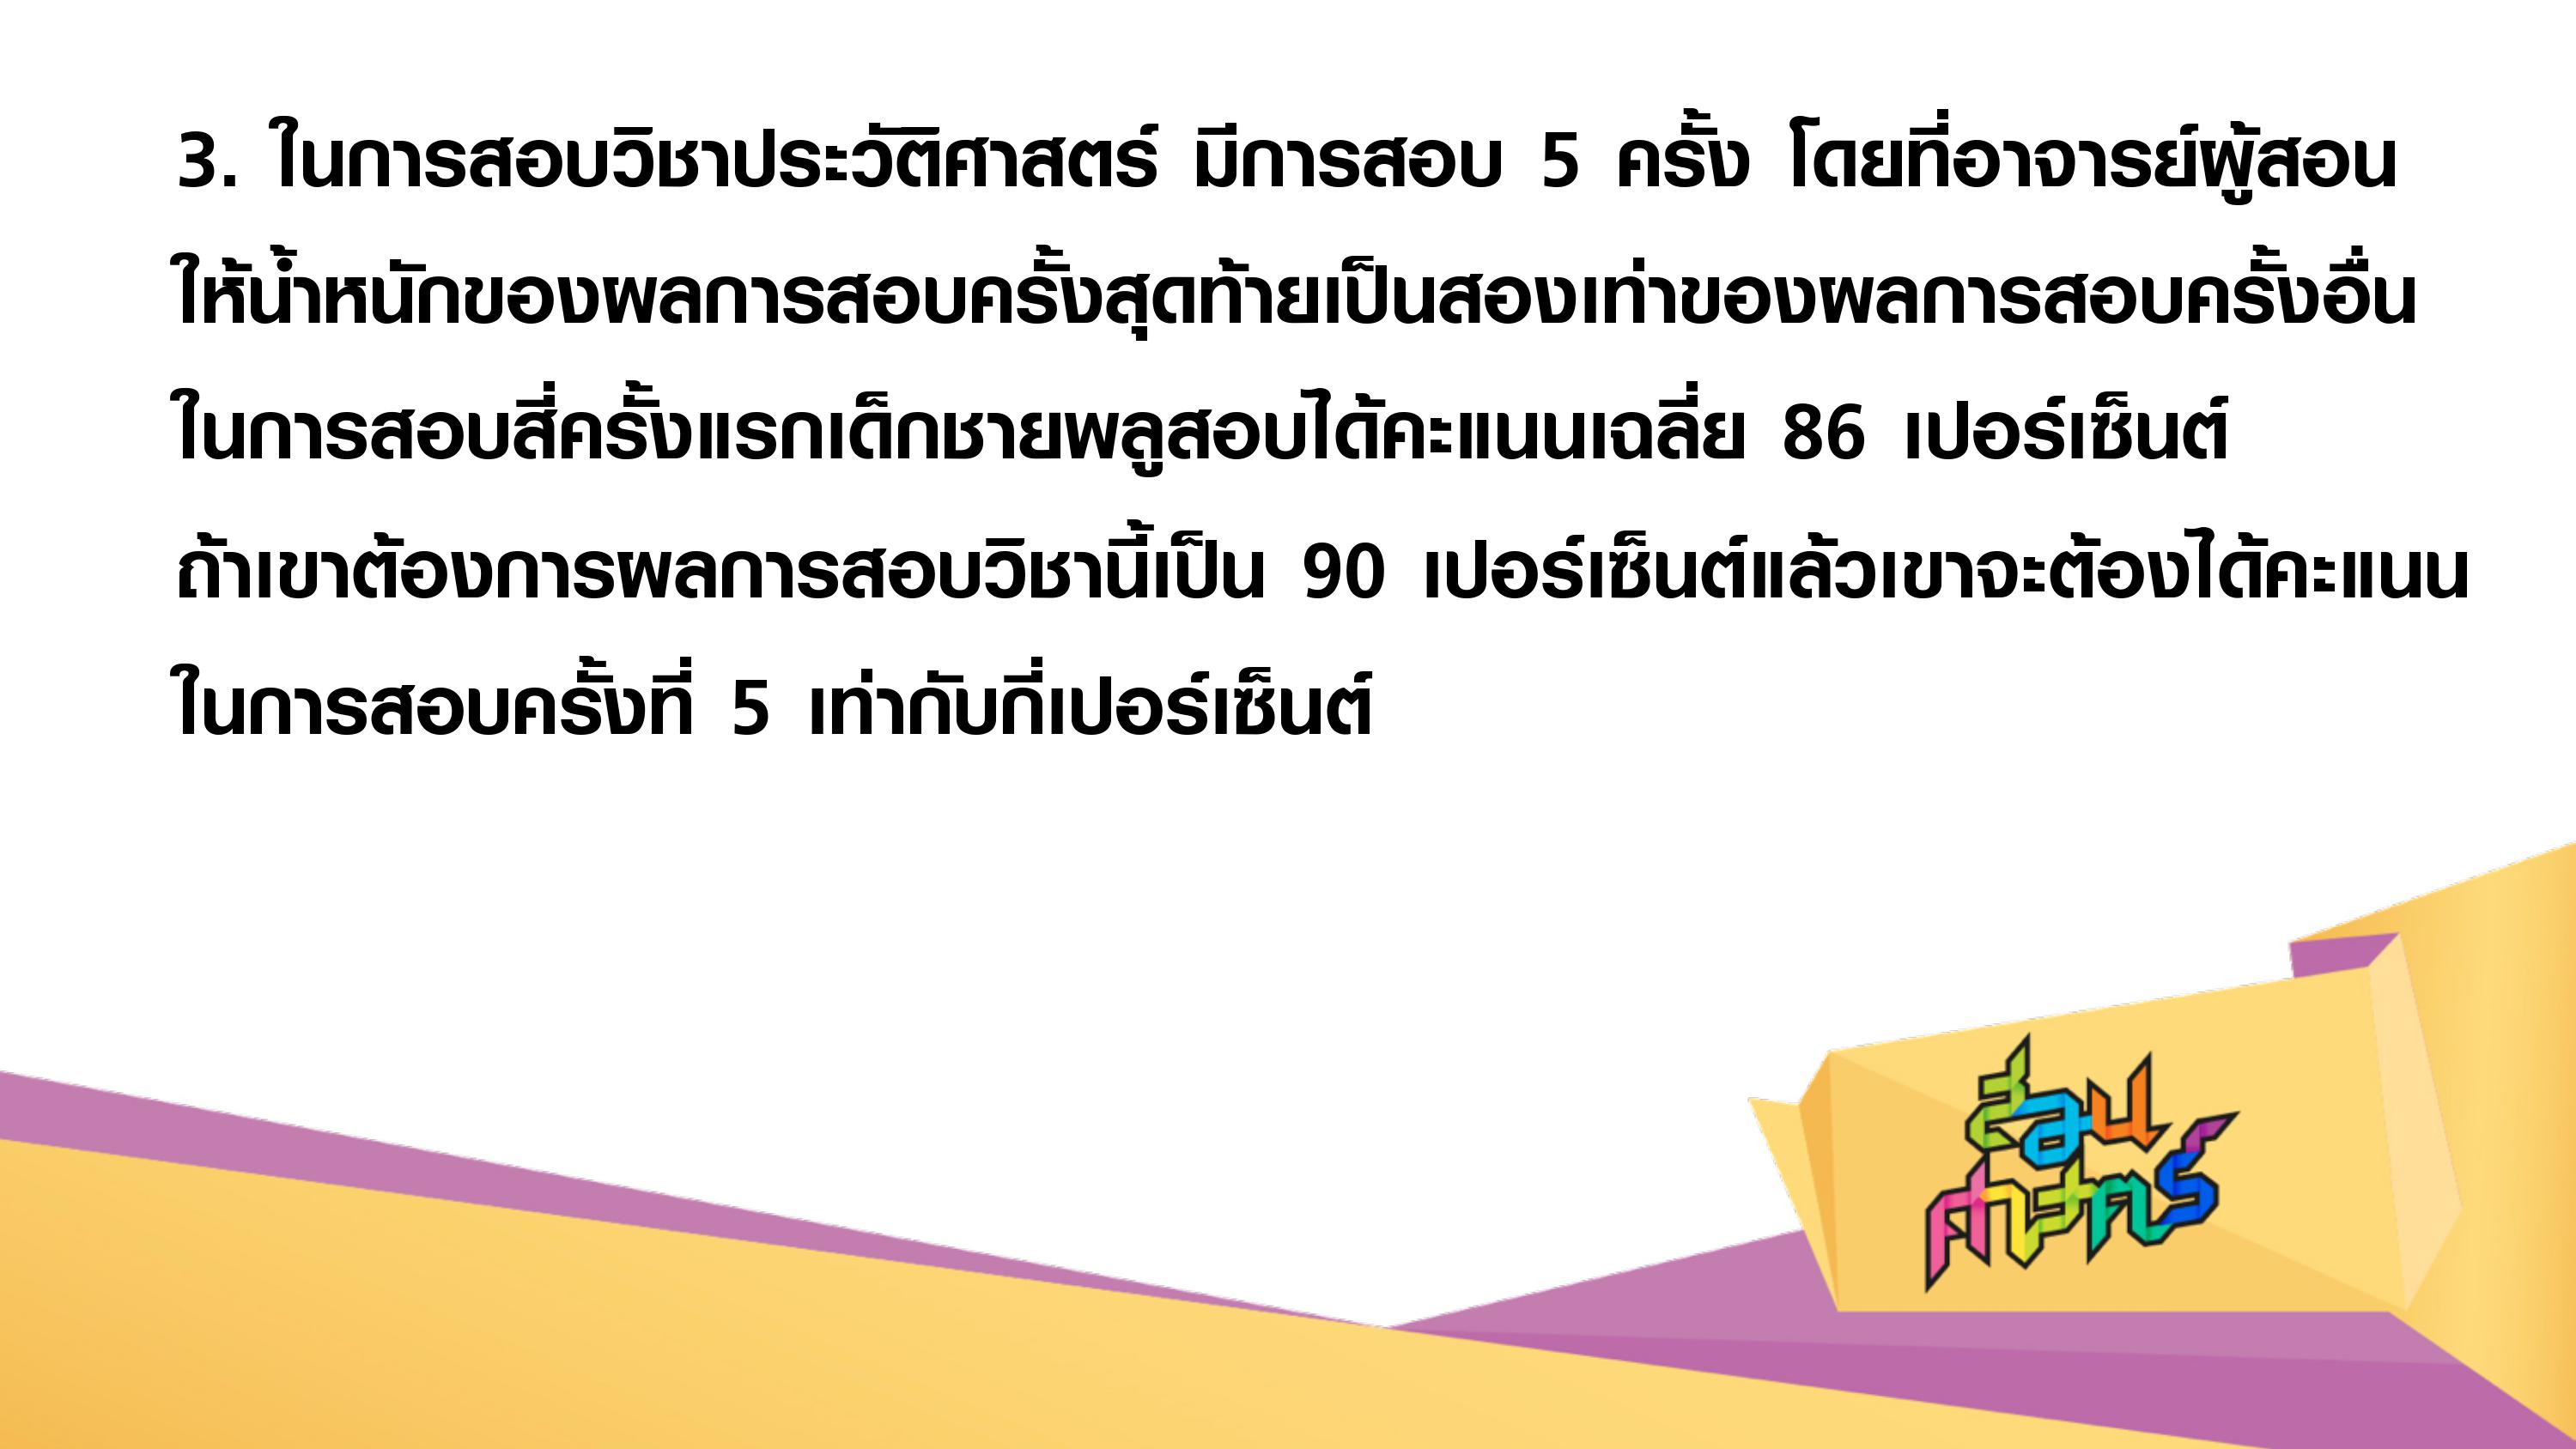 3. ในการสอบวิชาประวัติศาสตร์ มีการสอบ 5 ครั้ง โดยที่อาจารย์ผู้สอน
ให้น้ำหนักของผลการสอบครั้งสุดท้ายเป็นสองเท่าของผลการสอบครั้งอื่น
ในการสอบสี่ครั้งแรกเด็กชายพลูสอบได้คะแนนเฉลี่ย 86 เปอร์เซ็นต์
ถ้าเขาต้องการผลการสอบวิชานี้เป็น 90 เปอร์เซ็นต์แล้วเขาจะต้องได้คะแนน
ในการสอบครั้งที่ 5 เท่ากับกี่เปอร์เซ็นต์
สอน
ศาสตร์